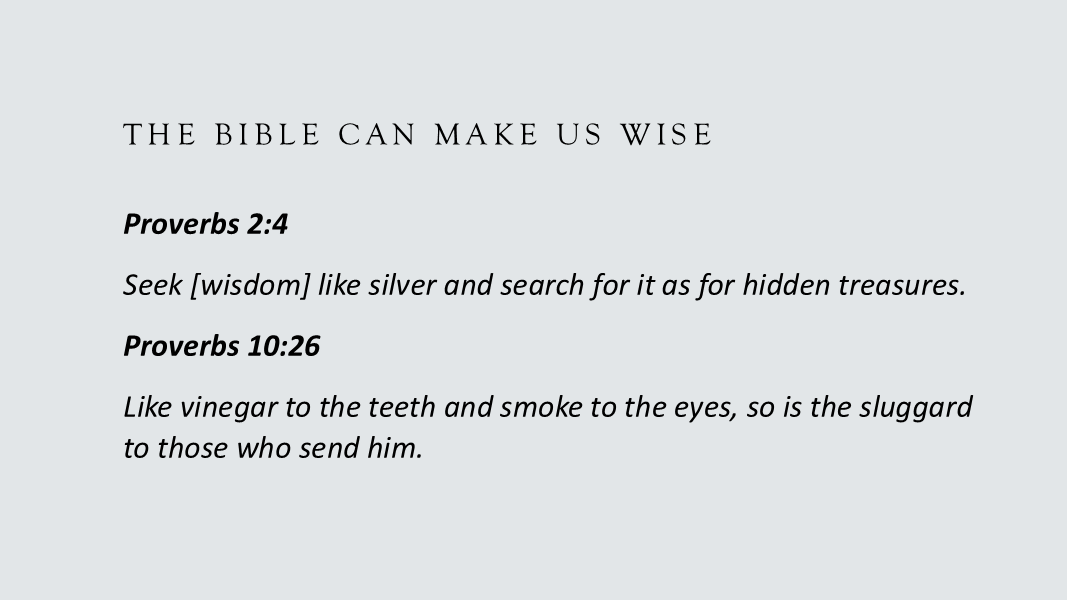 THE BIBLE CAN MAKE US WISE
Proverbs 2:4
Seek [wisdom] like silver and search for it as for hidden treasures.
Proverbs 10:26
Like vinegar to the teeth and smoke to the eyes, so is the sluggard
to those who send him.